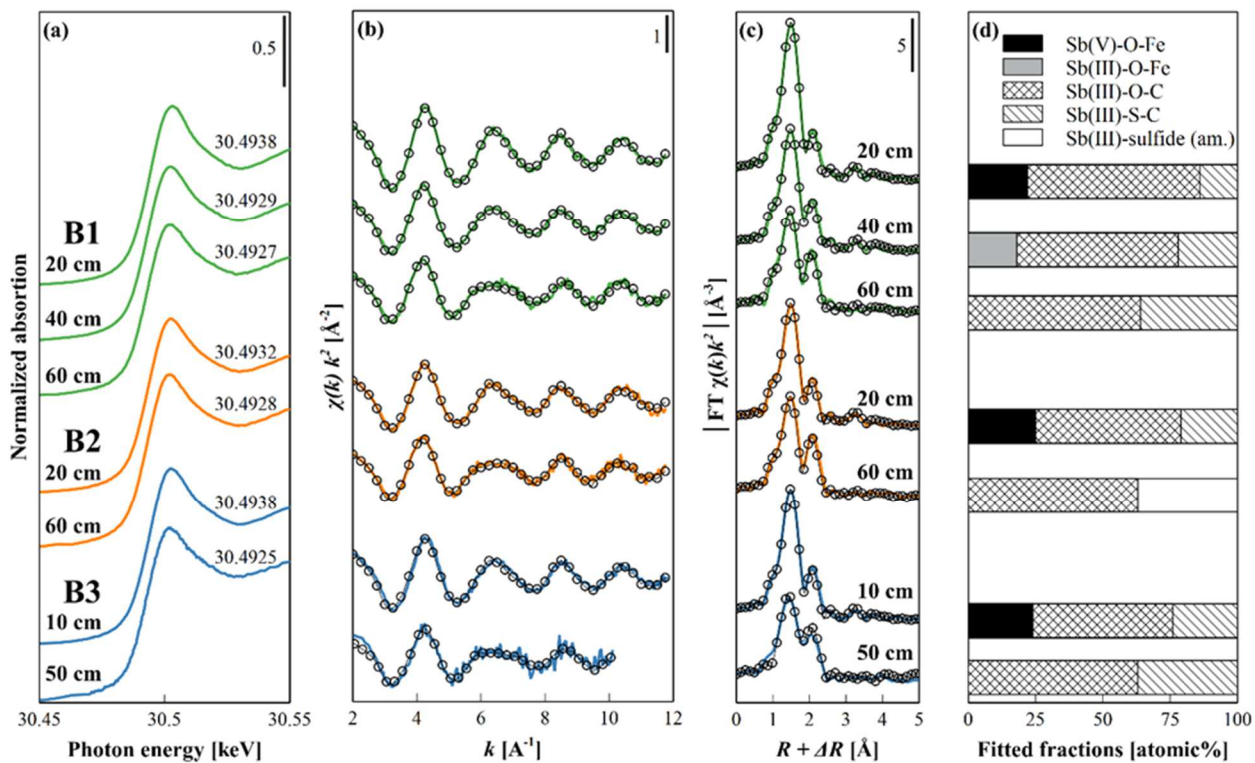 (a)
0.5
30.4938
30.4929
30.4927
B1
20 cm
40 cm
60 cm
30.4932
30.4928
B2
20 cm
60 cm
30.4938
30.4925
B3
10 cm
50 cm
Normalized absortion
30.45
30.5
30.55
Photon energy [keV]
(b)
1
χ(k) k² [Å⁻²]
2
4
6
8
10
12
k [A⁻¹]
(c)
5
20 cm
40 cm
60 cm
20 cm
60 cm
10 cm
50 cm
| FT χ(k)k² | [Å⁻³]
0
1
2
3
4
5
R + ΔR [Å]
(d)
Sb(V)-O-Fe
Sb(III)-O-Fe
Sb(III)-O-C
Sb(III)-S-C
Sb(III)-sulfide (am.)
0
25
50
75
100
Fitted fractions [atomic%]